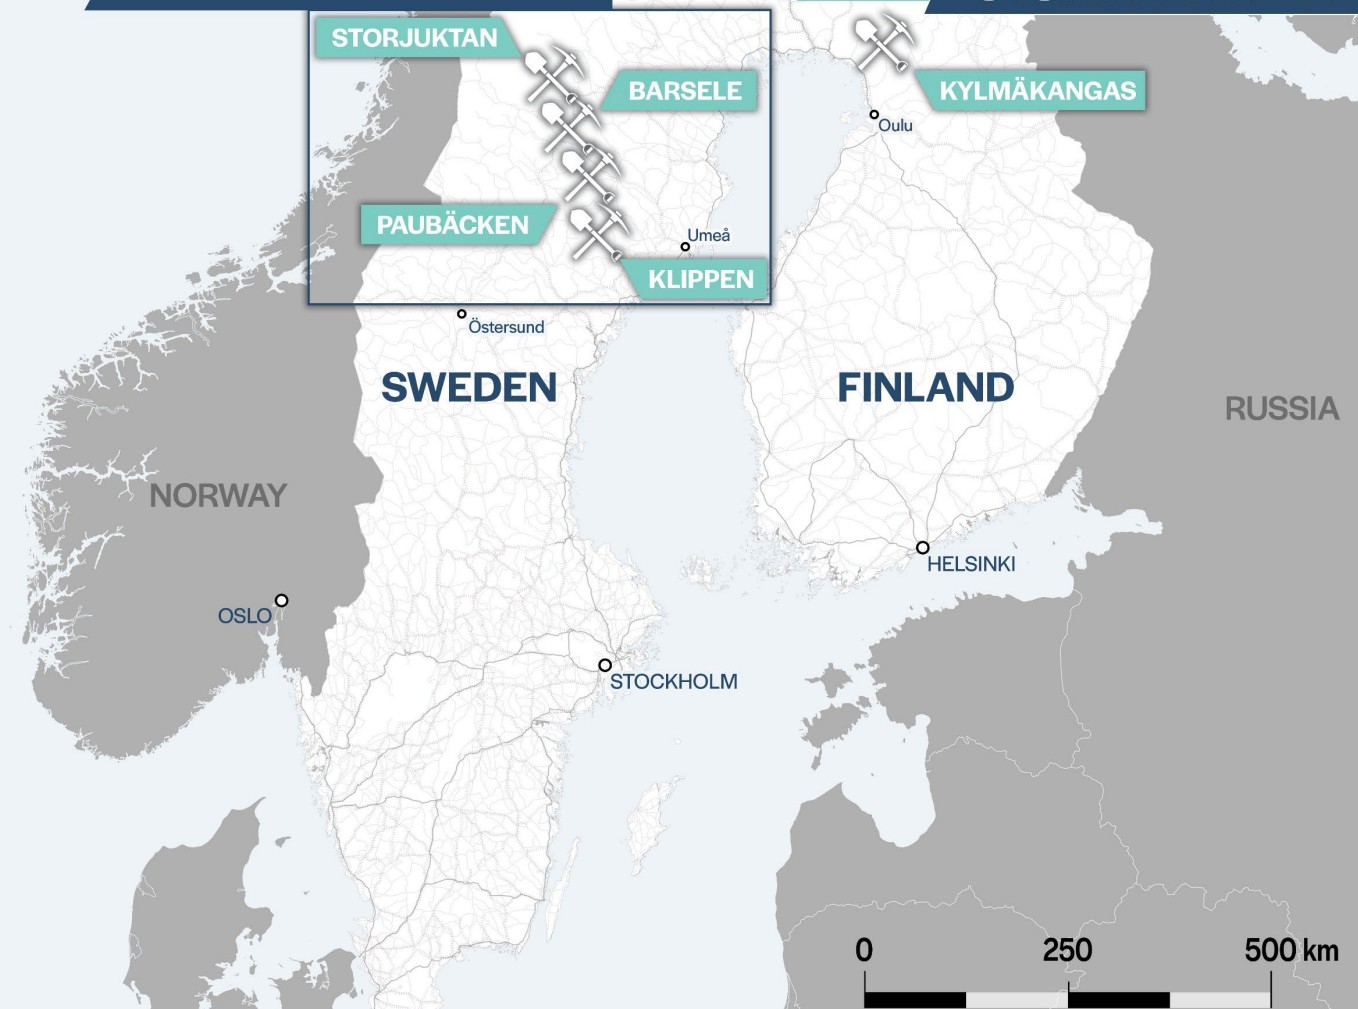 STORJUKTAN
BARSELE
KYLMÄKANGAS
Oulu
PAUBÄCKEN
Umeå
KLIPPEN
Östersund
SWEDEN
FINLAND
RUSSIA
NORWAY
HELSINKI
OSLO
STOCKHOLM
0 250 500 km